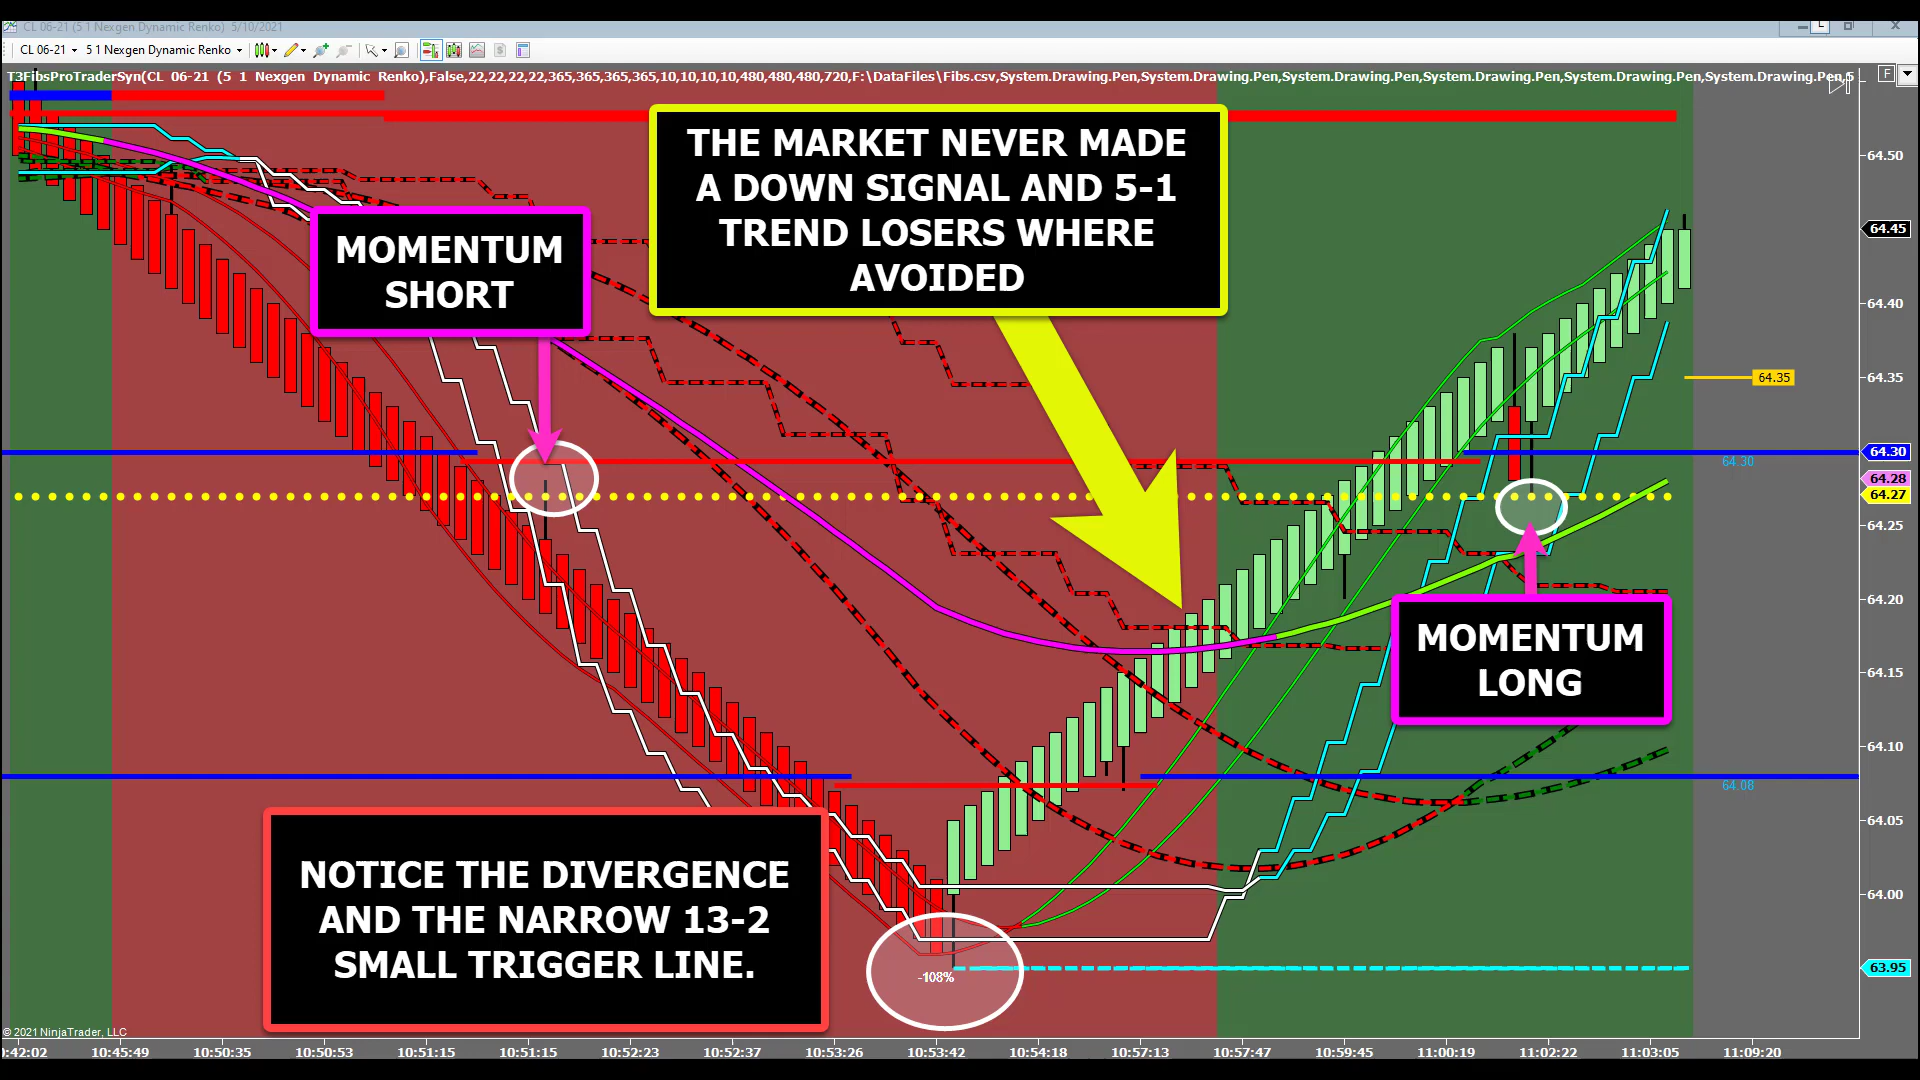 CL 06-21 (5 1 Nexgen Dynamic Renko) 5/10/2021
CL 06-21 5 1 Nexgen Dynamic Renko
T3FibsProTraderSyn(CL 06-21 (5 1 Nexgen Dynamic Renko),False,22,22,22,22,365,365,365,365,10,10,10,10,480,480,480,720,F:\DataFiles\Fibs.csv,System.Drawing.Pen,System.Drawing.Pen,System.Drawing.Pen,System.Drawing.Pen,System.Drawing.Pen,System.Drawing.Pen,5
F
THE MARKET NEVER MADE
A DOWN SIGNAL AND 5-1
TREND LOSERS WHERE
AVOIDED
MOMENTUM
SHORT
MOMENTUM
LONG
NOTICE THE DIVERGENCE
AND THE NARROW 13-2
SMALL TRIGGER LINE.
-108%
64.35
64.30
64.08
64.50
64.45
64.40
64.35
64.30
64.28
64.27
64.25
64.20
64.15
64.10
64.05
64.00
63.95
© 2021 NinjaTrader, LLC
0:42:02 10:45:49 10:50:35 10:50:53 10:51:15 10:51:15 10:52:23 10:52:37 10:53:26 10:53:42 10:54:18 10:57:13 10:57:47 10:59:45 11:00:19 11:02:22 11:03:05 11:09:20